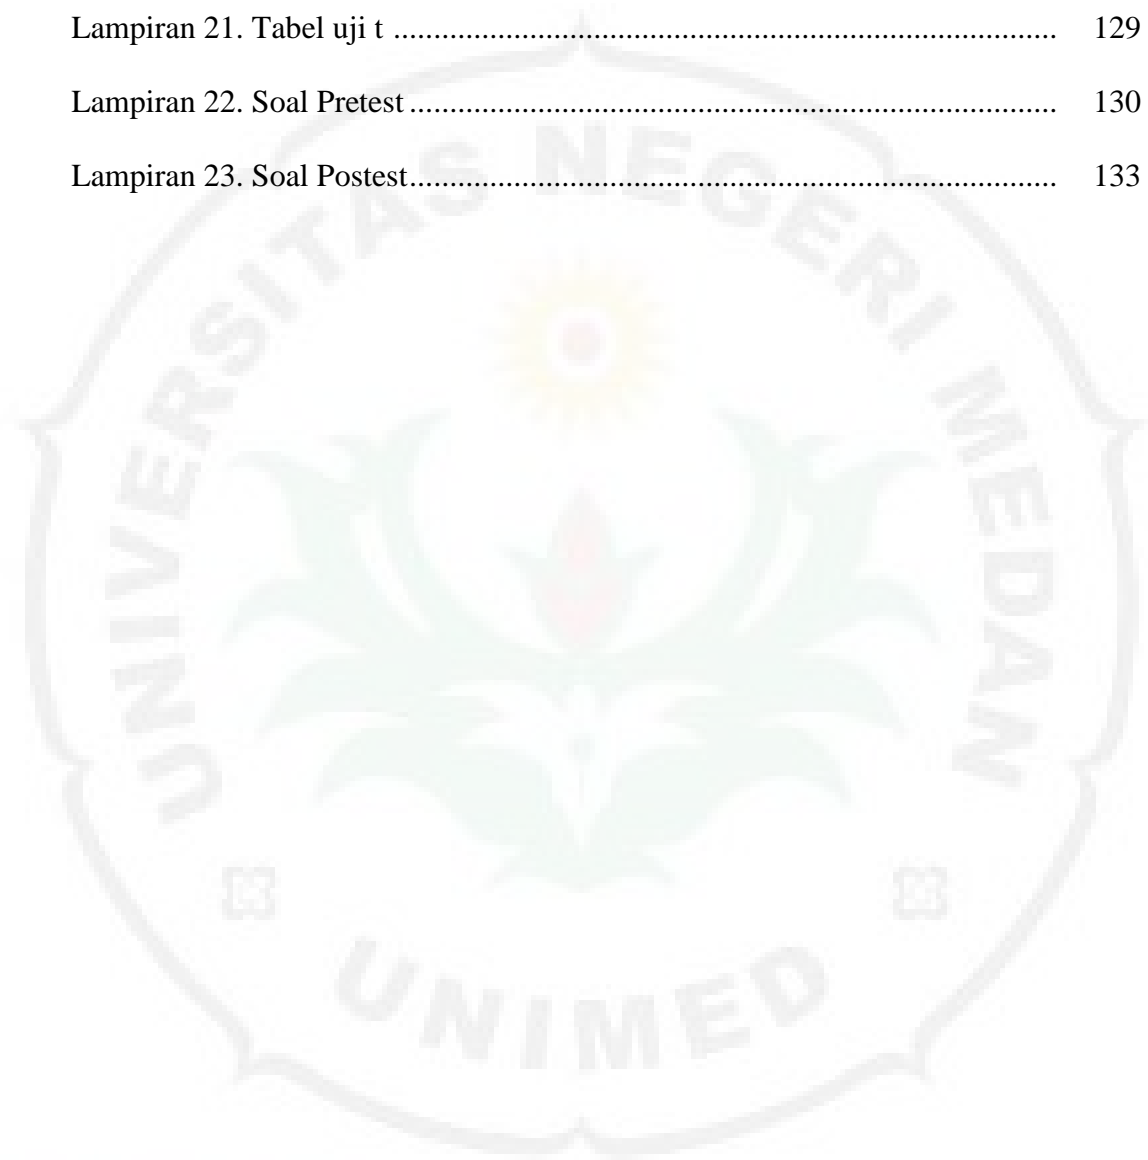 Lampiran 21. Tabel uji t .................................................................................. 129
Lampiran 22. Soal Pretest ................................................................................ 130
Lampiran 23. Soal Postest................................................................................ 133
UNIVERSITAS NEGERI MEDAN
UNIMED